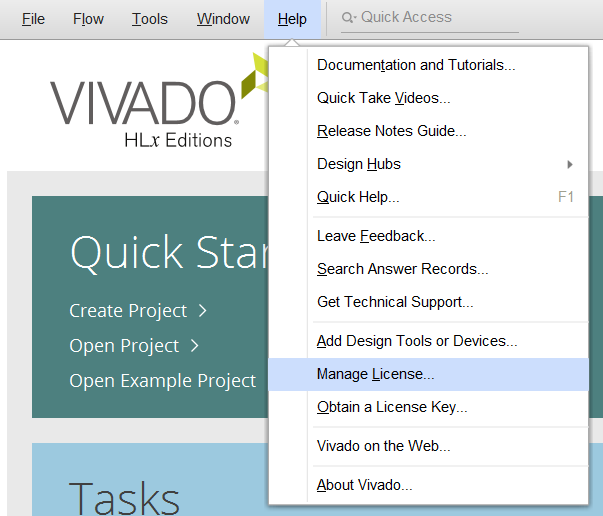 File Flow Tools Window Help Quick Access
VIVADO®
HLx Editions
Documentation and Tutorials...
Quick Take Videos...
Release Notes Guide...
Design Hubs
Quick Help... F1
Leave Feedback...
Search Answer Records...
Get Technical Support...
Add Design Tools or Devices...
Manage License...
Obtain a License Key...
Vivado on the Web...
About Vivado...
Quick Star
Create Project >
Open Project >
Open Example Project
Tasks